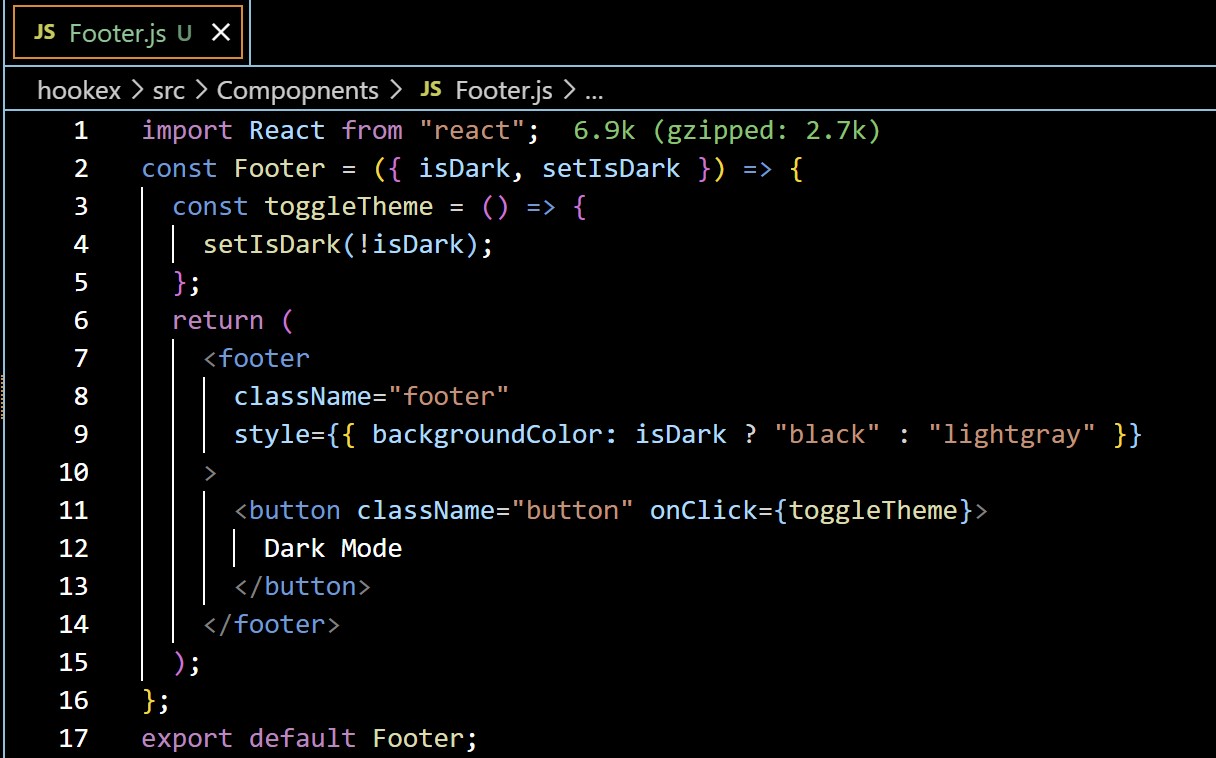 JS Footer.js U ×
hookex > src > Compopnents > JS Footer.js > ...
1 import React from "react"; 6.9k (gzipped: 2.7k)
2 const Footer = ({ isDark, setIsDark }) => {
3   const toggleTheme = () => {
4     setIsDark(!isDark);
5   };
6   return (
7     <footer
8       className="footer"
9       style={{ backgroundColor: isDark ? "black" : "lightgray" }}
10     >
11       <button className="button" onClick={toggleTheme}>
12         Dark Mode
13       </button>
14     </footer>
15   );
16 };
17 export default Footer;